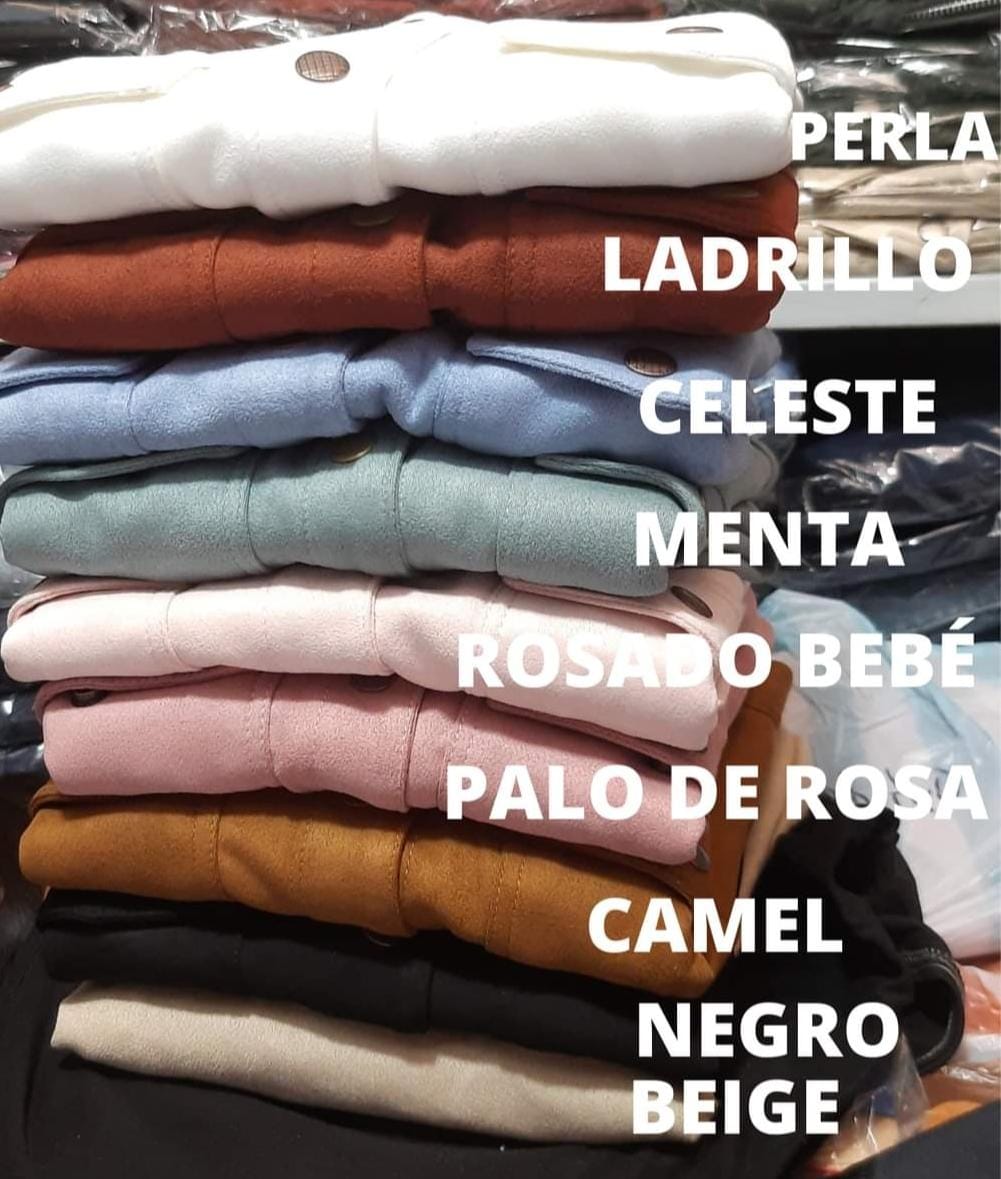 PERLA
LADRILLO
CELESTE
MENTA
ROSADO BEBÉ
PALO DE ROSA
CAMEL
NEGRO
BEIGE